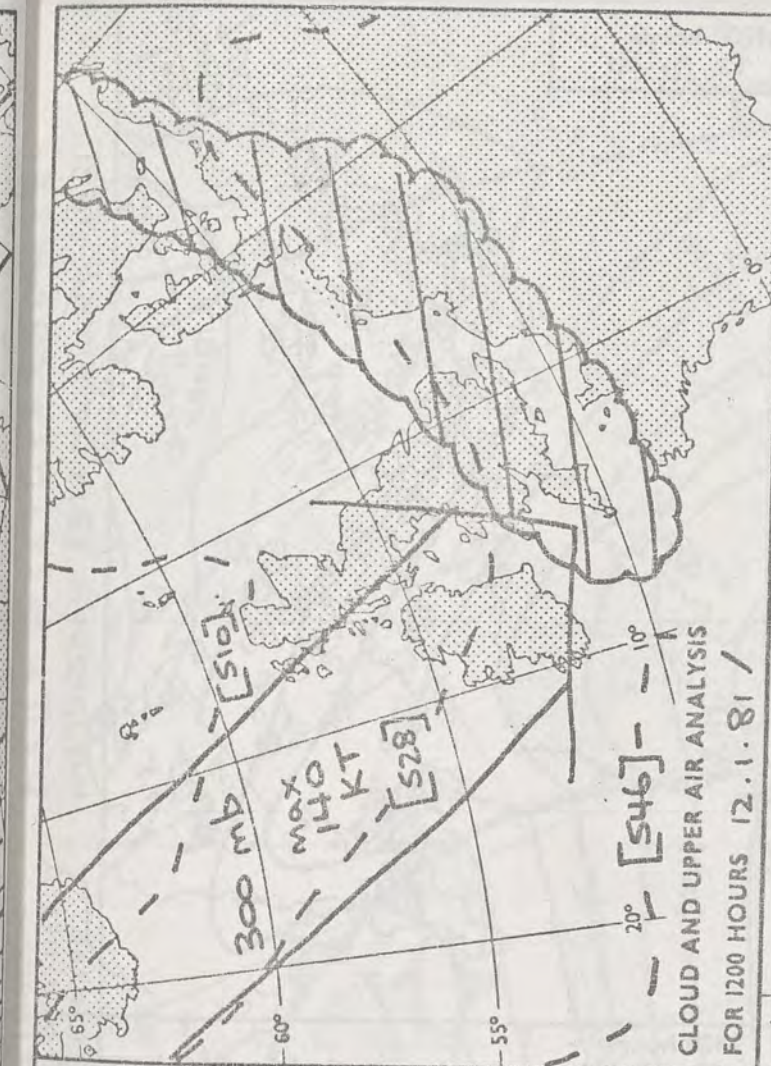 [510]
300 mb
max
140
KT
[528]
[546]
65°
60°
55°
20°
10°
0°
CLOUD AND UPPER AIR ANALYSIS
FOR 1200 HOURS 12.1.81